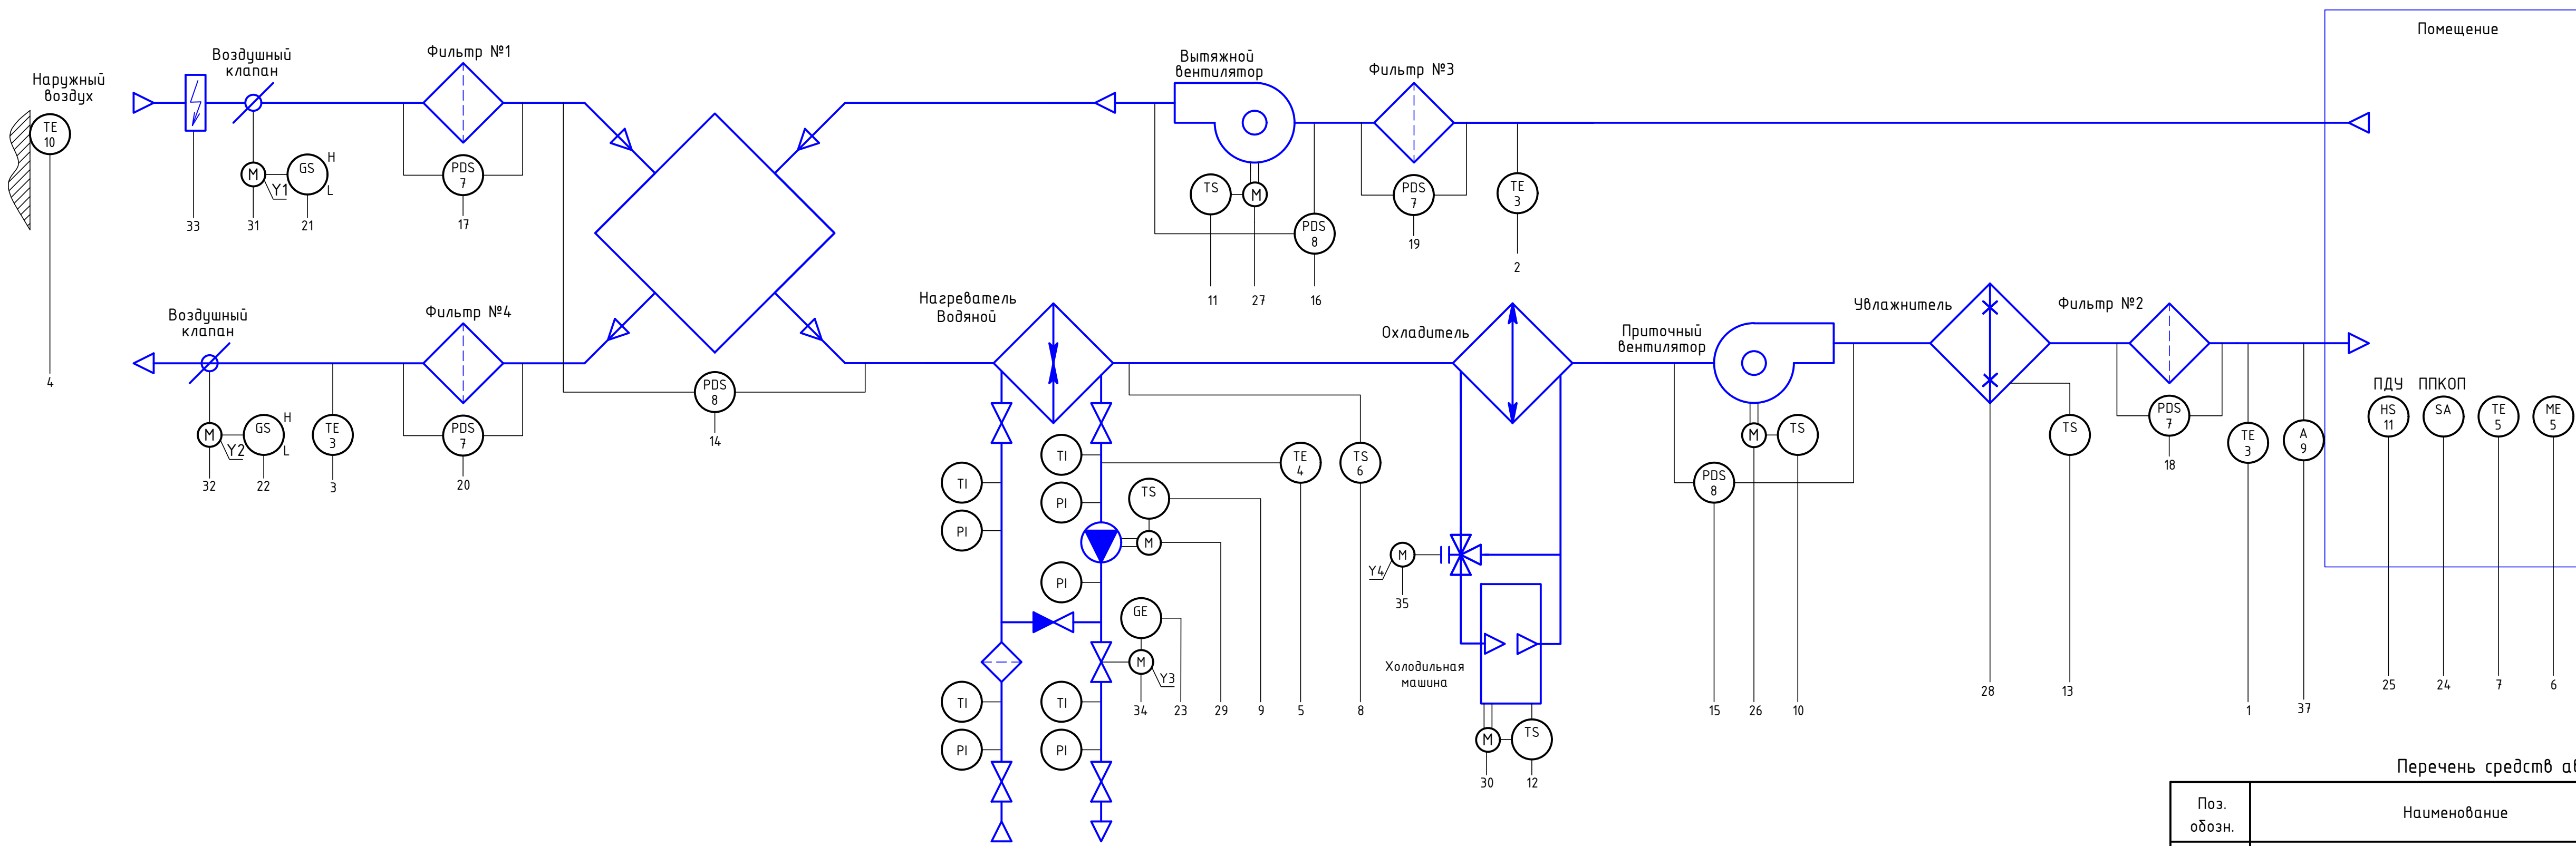 Помещение
Наружный
воздух
TE
10
4
33
Воздушный
клапан
M
Y1
31
GS
H
L
21
Фильтр №1
PDS
7
17
Вытяжной
вентилятор
TS
M
11
27
PDS
8
16
Фильтр №3
PDS
7
19
TE
3
2
Воздушный
клапан
M
Y2
32
GS
H
L
22
TE
3
3
Фильтр №4
PDS
7
20
PDS
8
14
Нагреватель
Водяной
TI
PI
TI
PI
TI
PI
PI
TI
PI
TS
M
GE
M
Y3
34
23
29
9
TE
4
5
TS
6
8
Охладитель
M
Y4
35
Холодильная
машина
M
30
TS
12
Приточный
вентилятор
PDS
8
15
M
26
TS
10
Увлажнитель
28
TS
13
Фильтр №2
PDS
7
18
TE
3
1
A
9
37
ПДУ
HS
11
25
ППКОП
SA
24
TE
5
7
ME
5
6
Перечень средств
Поз.
обозн.
Наименование